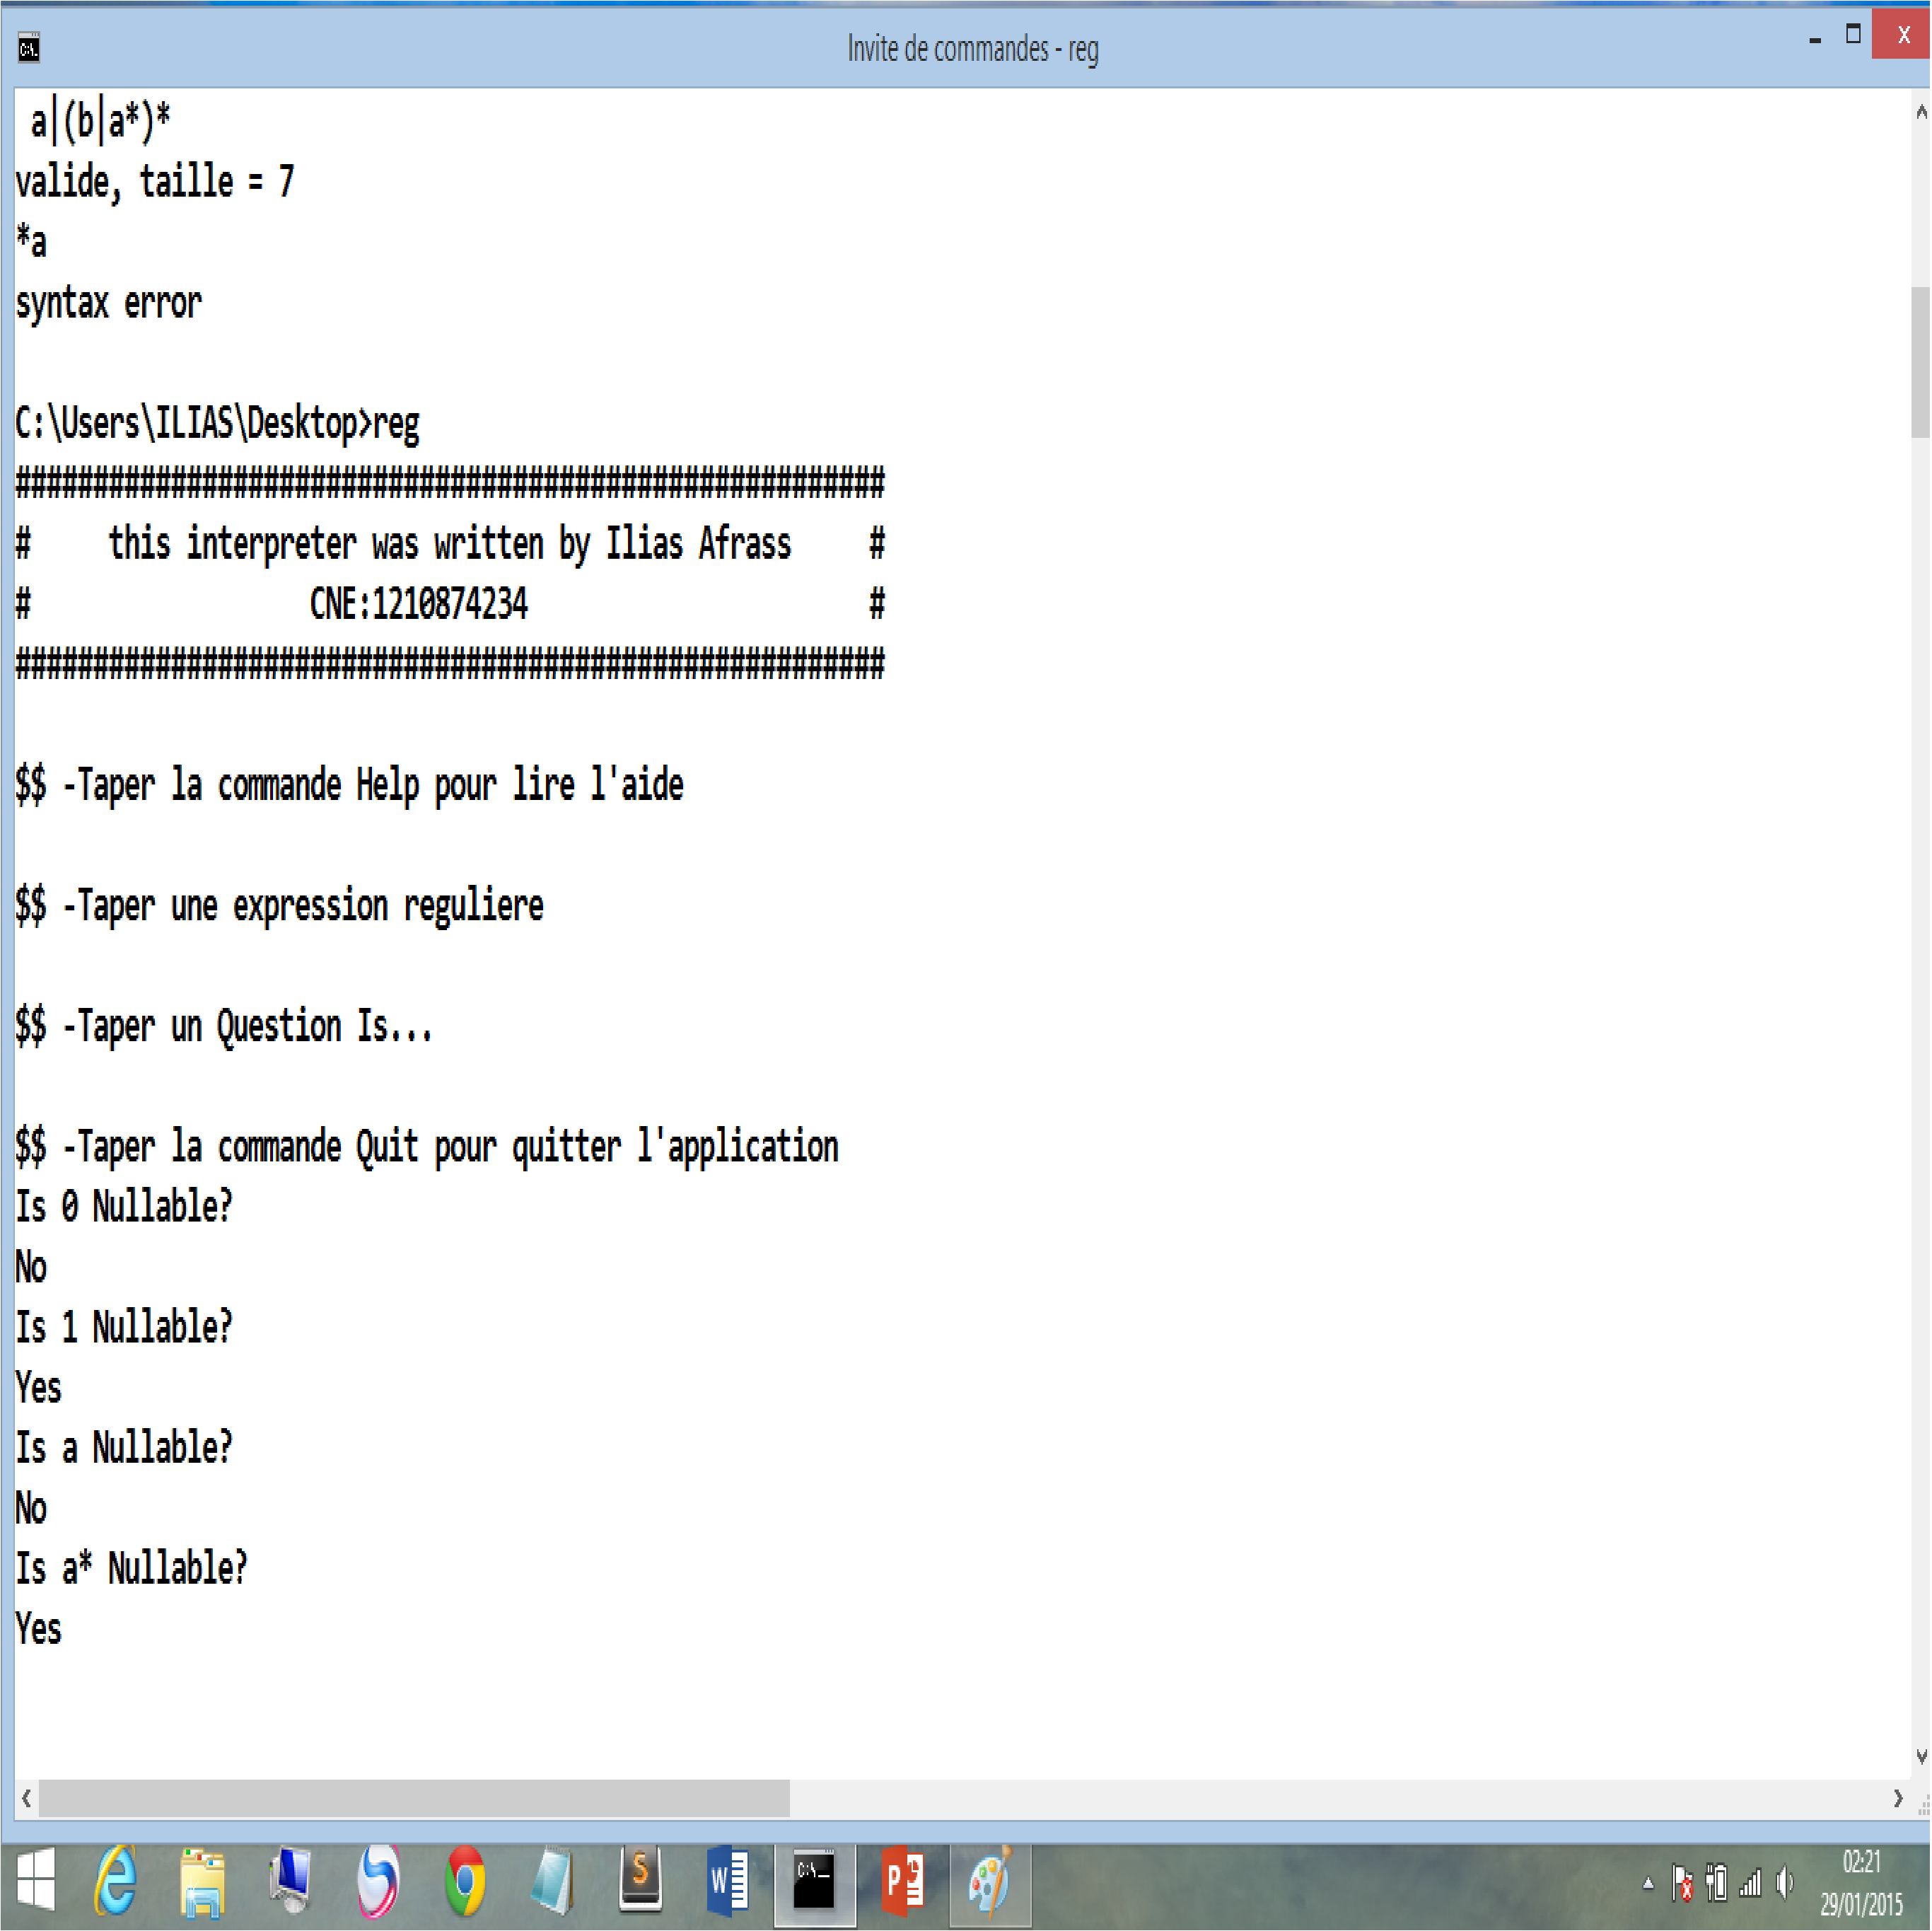 Invite de commandes - reg
a|(b|a*)*
valide, taille = 7
*a
syntax error
C:\Users\ILIAS\Desktop>reg
########################################################
#     this interpreter was written by Ilias Afrass     #
#                  CNE:1210874234                      #
########################################################
$$ -Taper la commande Help pour lire l'aide
$$ -Taper une expression reguliere
$$ -Taper un Question Is...
$$ -Taper la commande Quit pour quitter l'application
Is 0 Nullable?
No
Is 1 Nullable?
Yes
Is a Nullable?
No
Is a* Nullable?
Yes
02:21
29/01/2015